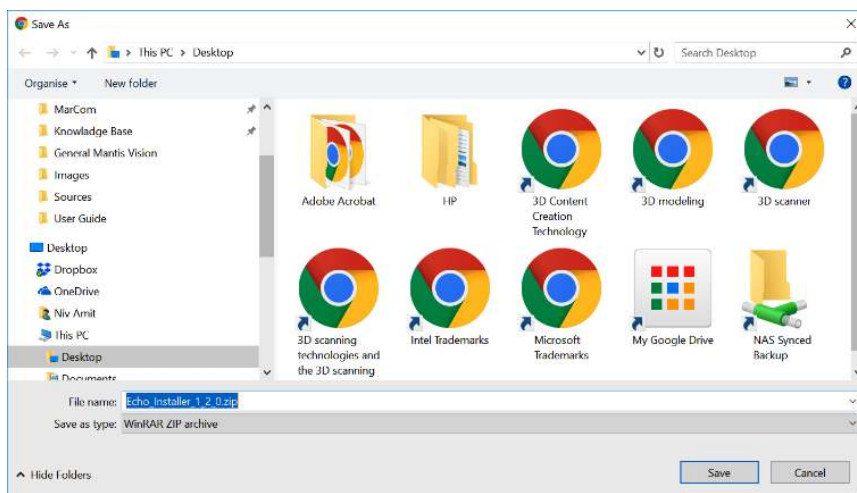 Save As
This PC > Desktop
Search Desktop
Organise
New folder
MarCom
Knowladge Base
General Mantis Vision
Images
Sources
User Guide
Desktop
Dropbox
OneDrive
Niv Amit
This PC
Desktop
Documents
Adobe Acrobat
HP
3D Content
Creation
Technology
3D modeling
3D scanner
3D scanning
technologies and
the 3D scanning
Intel Trademarks
Microsoft
Trademarks
My Google Drive
NAS Synced
Backup
File name: Echo_Installer_1_2_0.zip
Save as type: WinRAR ZIP archive
Hide Folders
Save
Cancel